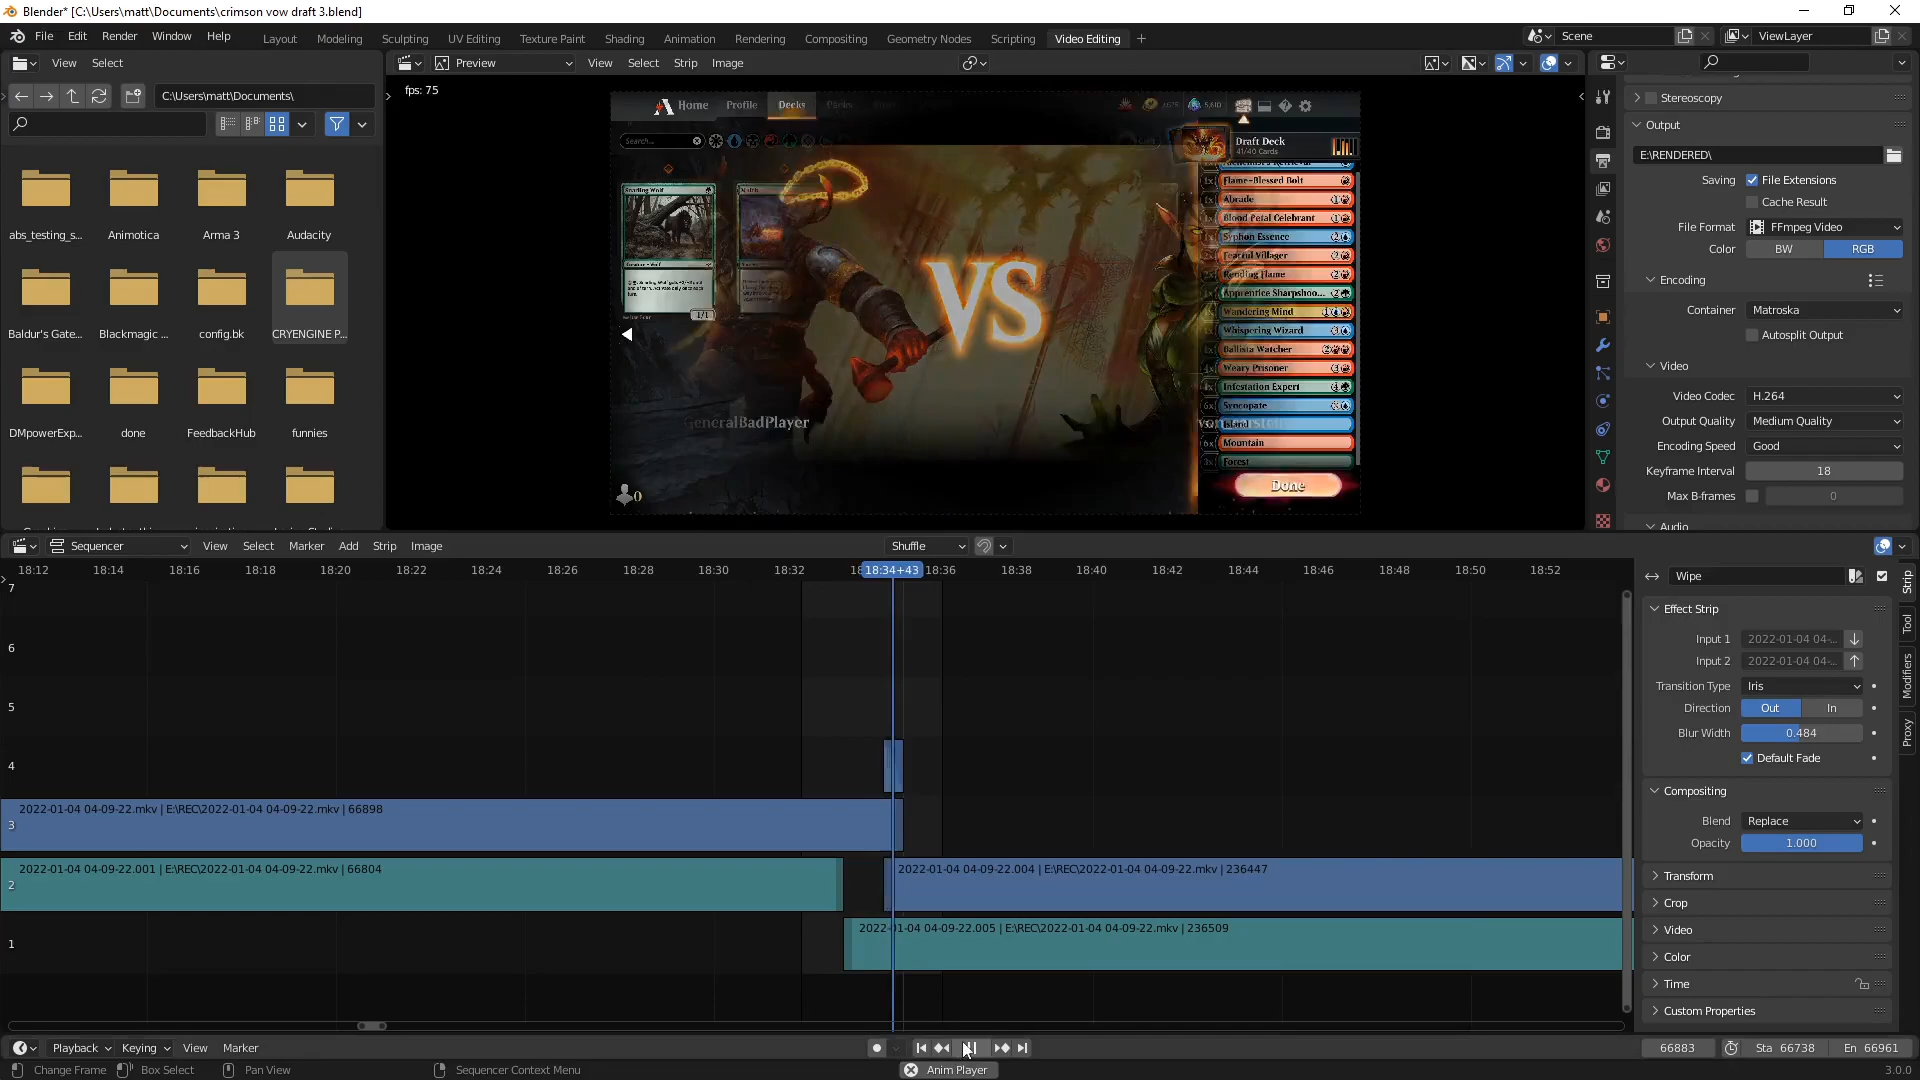 Blender* [C:\Users\matt\Documents\crimson vow draft 3.blend]
File Edit Render Window Help
Layout Modeling Sculpting UV Editing Texture Paint Shading Animation Rendering Compositing Geometry Nodes Scripting Video Editing +
Scene
ViewLayer
View Select
Preview
View Select Strip Image
C:\Users\matt\Documents\
fps: 75
abs_testing_s...
Animotica
Arma 3
Audacity
Baldur's Gate...
Blackmagic ...
config.bk
CRYENGINE P...
DMpowerExp...
done
FeedbackHub
funnies
Home Profile Decks
Search...
Draft Deck
41/40 Cards
Snarling Wolf
1/1
VS
GeneralBadPlayer
0
Flame-Blessed Bolt
Abrade
Blood Petal Celebrant
Syphon Essence
Fearful Villager
Rending Flame
Apprentice Sharpshoo...
Wandering Mind
Whispering Wizard
Ballista Watcher
Weary Prisoner
Infestation Expert
Syncopate
Island
Mountain
Forest
Done
Stereoscopy
Output
E:\RENDERED\
Saving File Extensions
Cache Result
File Format FFmpeg Video
Color BW RGB
Encoding
Container Matroska
Autosplit Output
Video
Video Codec H.264
Output Quality Medium Quality
Encoding Speed Good
Keyframe Interval 18
Max B-frames 0
Audio
Sequencer
View Select Marker Add Strip Image
Shuffle
18:12 18:14 18:16 18:18 18:20 18:22 18:24 18:26 18:28 18:30 18:32 18:34+43 18:36 18:38 18:40 18:42 18:44 18:46 18:48 18:50 18:52
7
6
5
4
3
2022-01-04 04-09-22.mkv | E:\REC\2022-01-04 04-09-22.mkv | 66898
2
2022-01-04 04-09-22.001 | E:\REC\2022-01-04 04-09-22.mkv | 66804
2022-01-04 04-09-22.004 | E:\REC\2022-01-04 04-09-22.mkv | 236447
1
2022-01-04 04-09-22.005 | E:\REC\2022-01-04 04-09-22.mkv | 236509
Wipe
Effect Strip
Input 1 2022-01-04 04-...
Input 2 2022-01-04 04-...
Transition Type Iris
Direction Out In
Blur Width 0.484
Default Fade
Compositing
Blend Replace
Opacity 1.000
Transform
Crop
Video
Color
Time
Custom Properties
Strip
Tool
Modifiers
Proxy
Playback Keying View Marker
66883
Sta 66738
En 66961
Change Frame Box Select Pan View Sequencer Context Menu
Anim Player
3.0.0